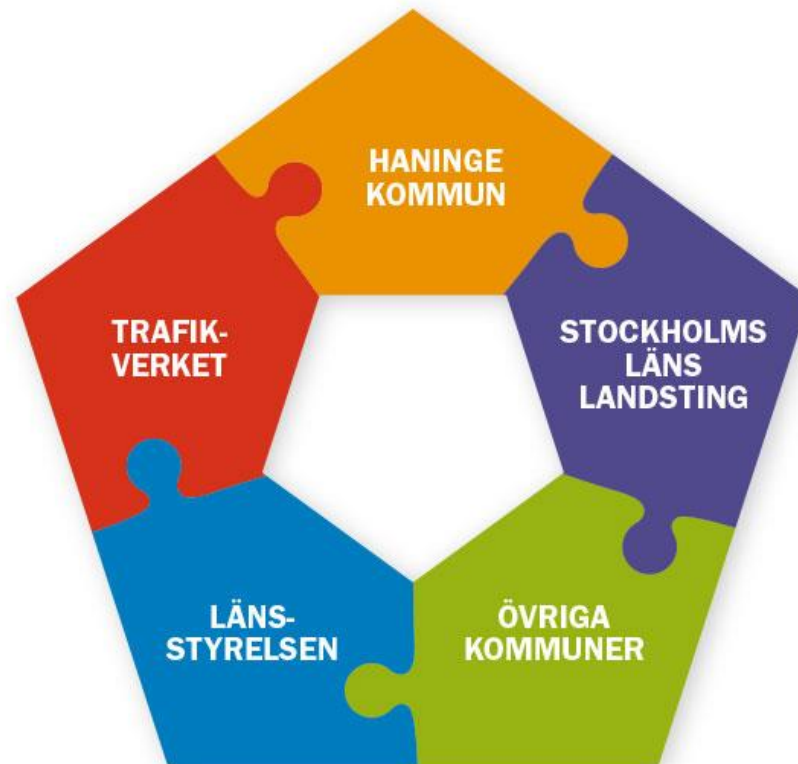 HANINGE
KOMMUN
TRAFIK-
VERKET
STOCKHOLMS
LÄNS
LANDSTING
LÄNS-
STYRELSEN
ÖVRIGA
KOMMUNER